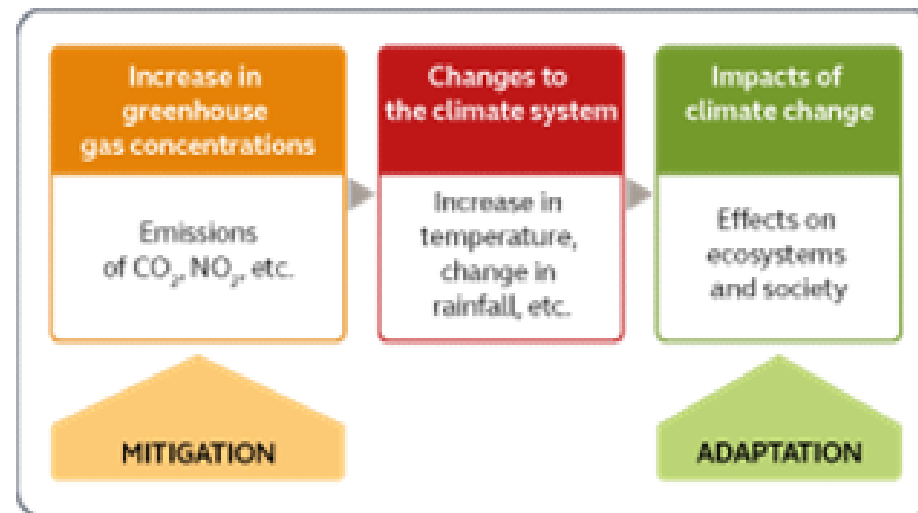 Increase in
greenhouse
gas concentrations
Emissions
of CO₂, NO₂, etc.
Changes to
the climate system
Increase in
temperature,
change in
rainfall, etc.
Impacts of
climate change
Effects on
ecosystems
and society
MITIGATION
ADAPTATION